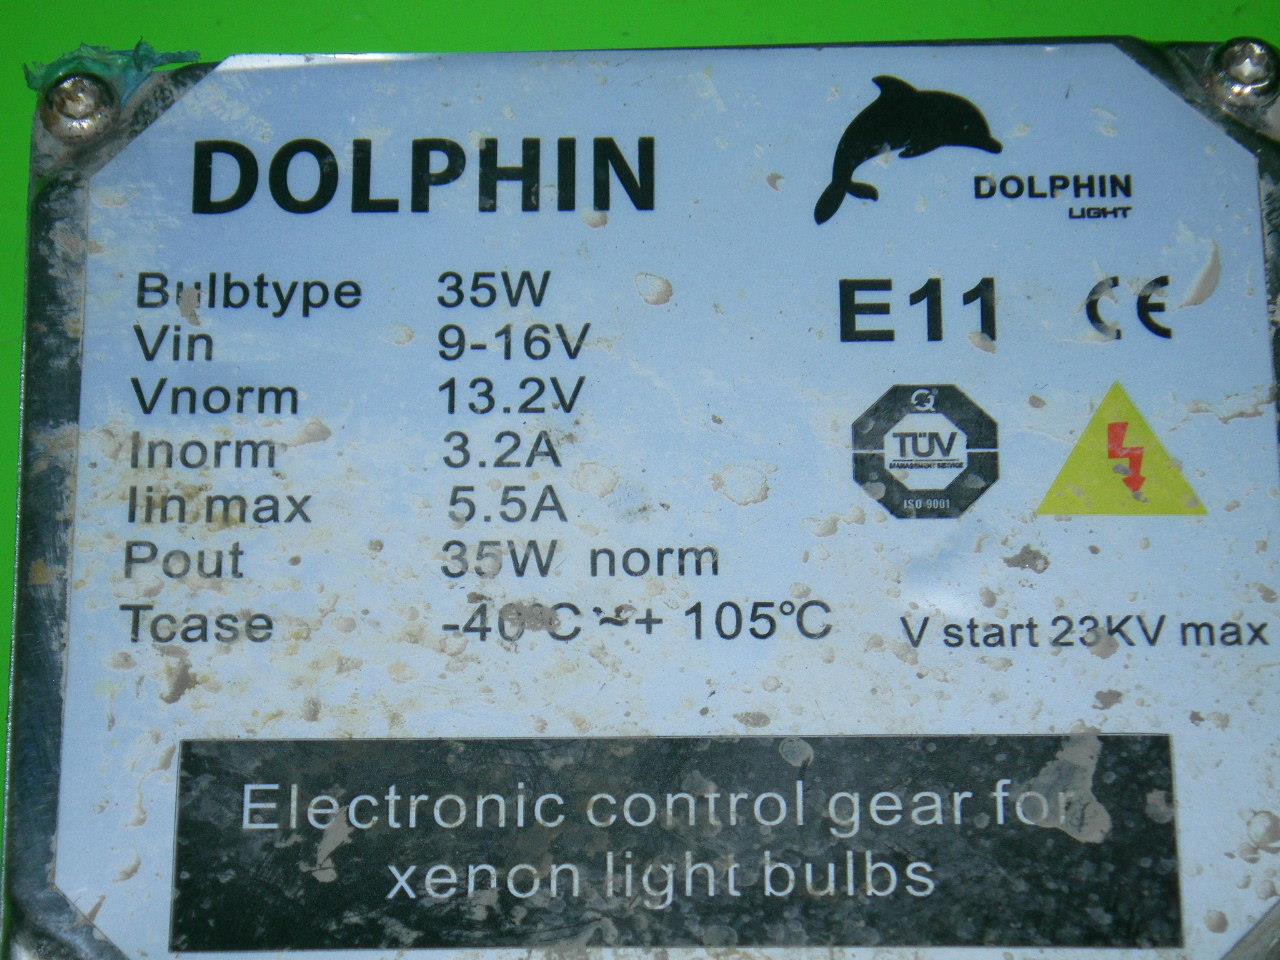 DOLPHIN
DOLPHIN
LIGHT
Bulbtype 35W
Vin 9-16V
Vnorm 13.2V
Inorm 3.2A
Iin max 5.5A
Pout 35W norm
Tcase -40°C ~+ 105°C
E11 CE
Q
TÜV
MANAGEMENT SERVICE
ISO 9001
V start 23KV max
Electronic control gear for
xenon light bulbs